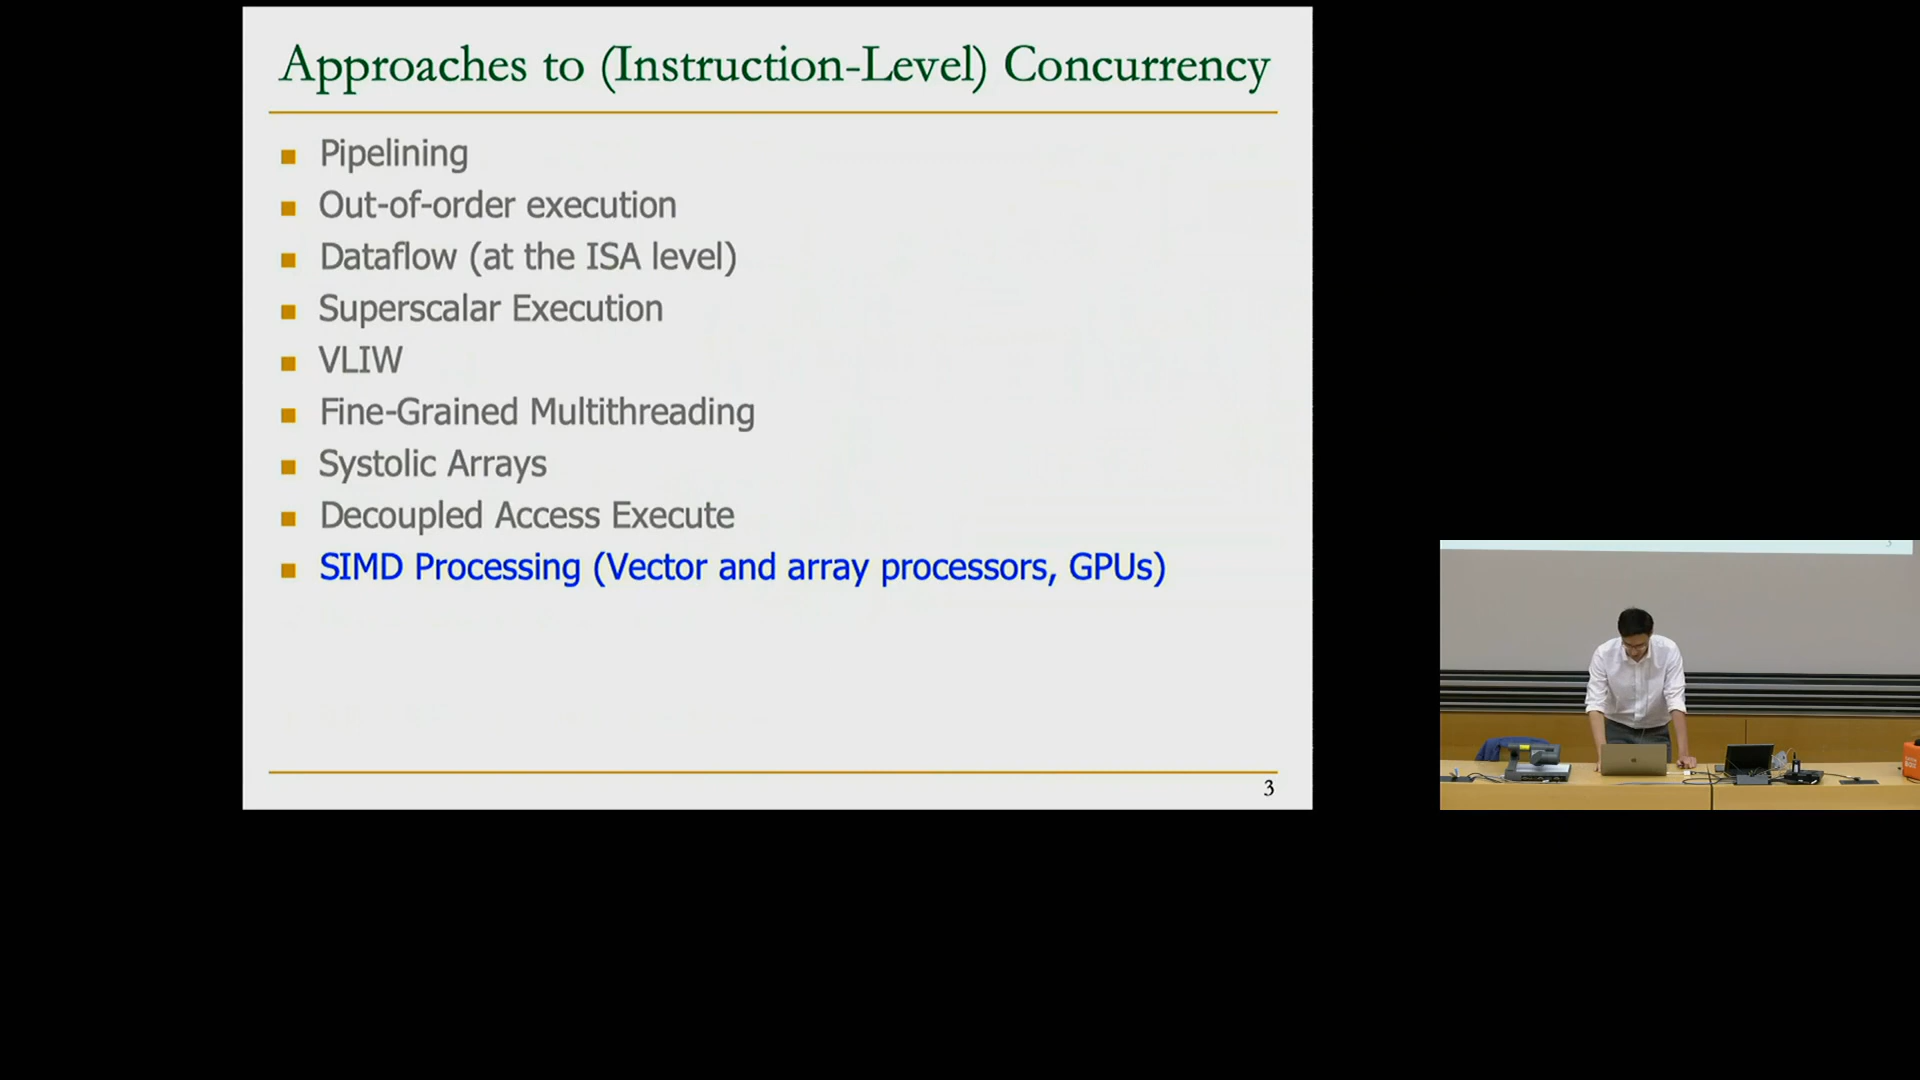 Approaches to (Instruction-Level) Concurrency
Pipelining
Out-of-order execution
Dataflow (at the ISA level)
Superscalar Execution
VLIW
Fine-Grained Multithreading
Systolic Arrays
Decoupled Access Execute
SIMD Processing (Vector and array processors, GPUs)
3